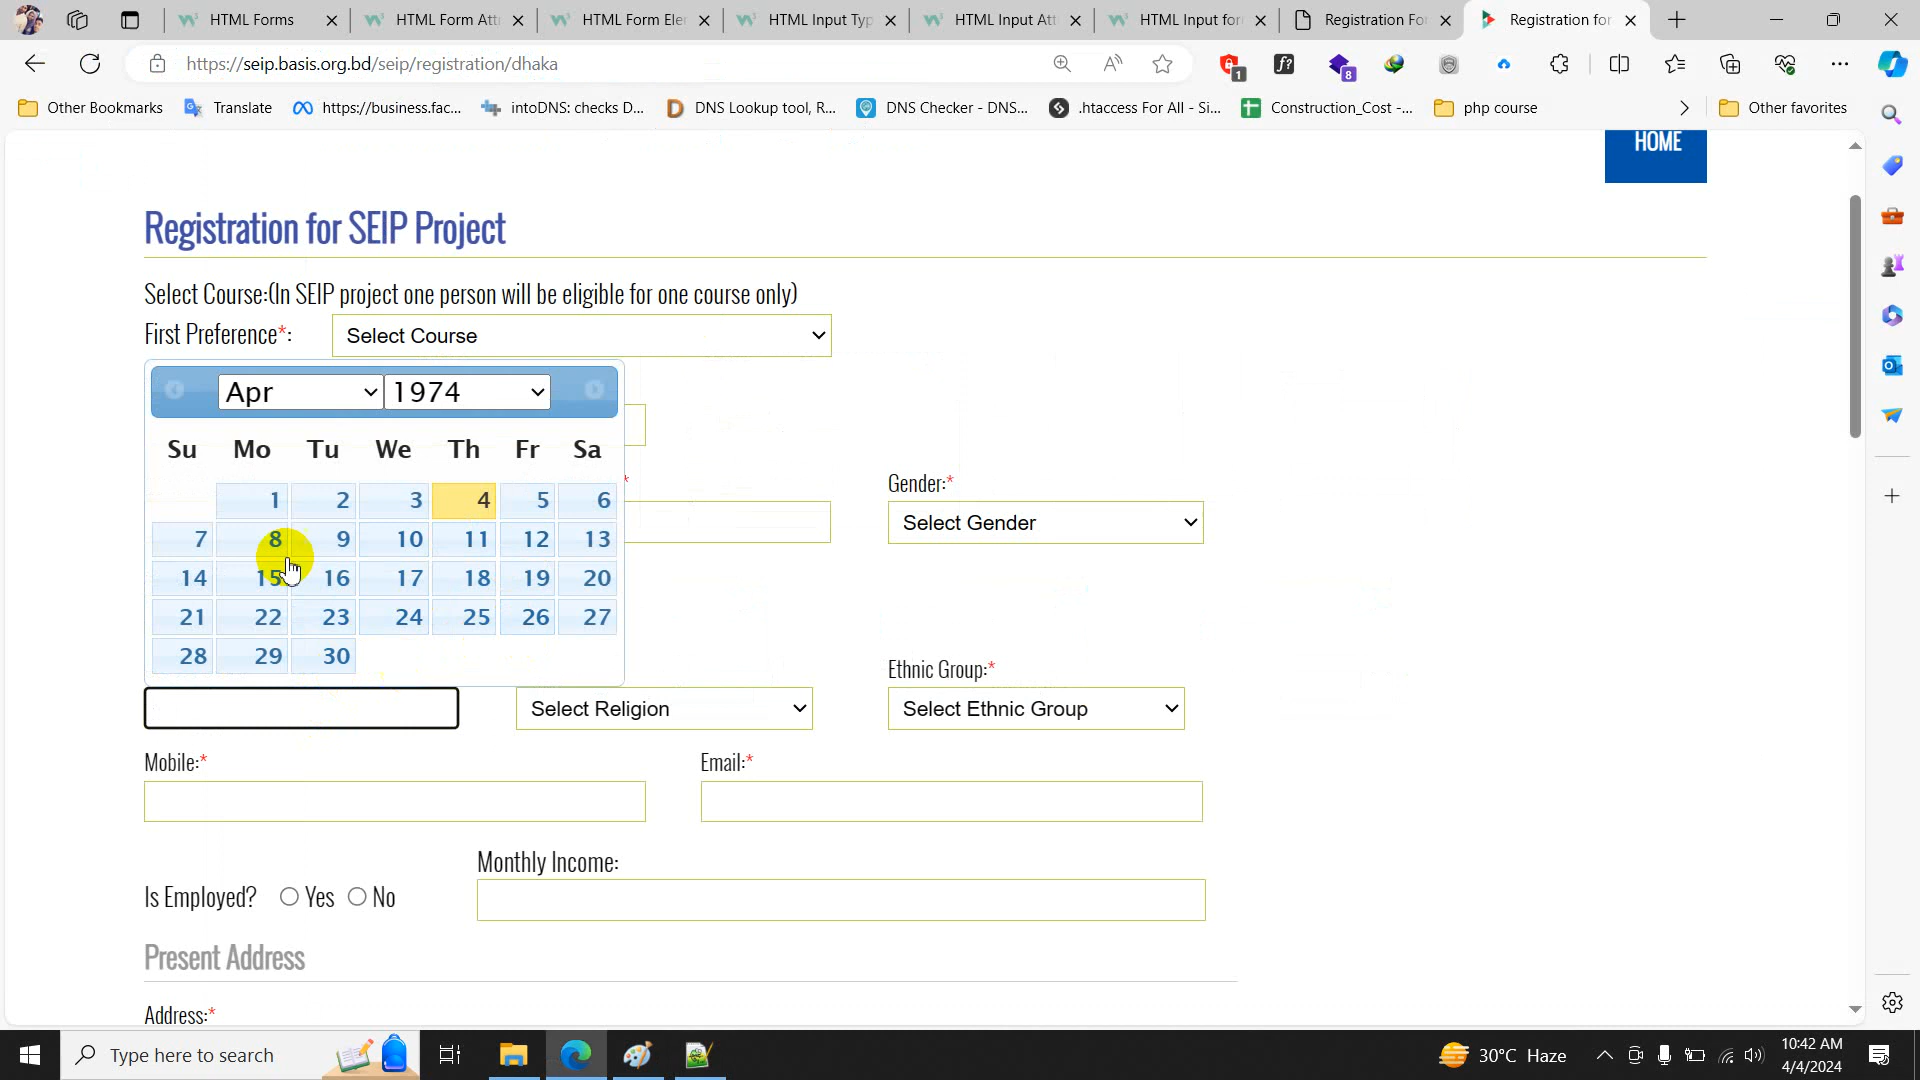 HTML Forms
HTML Form Att
HTML Form Ele
HTML Input Typ
HTML Input Att
HTML Input for
Registration Fo
Registration for
https://seip.basis.org.bd/seip/registration/dhaka
1
f?
8
Other Bookmarks
Translate
https://business.fac...
intoDNS: checks D...
DNS Lookup tool, R...
DNS Checker - DNS...
.htaccess For All - Si...
Construction_Cost -...
php course
Other favorites
HOME
Registration for SEIP Project
Select Course:(In SEIP project one person will be eligible for one course only)
First Preference*:
Select Course
Apr
1974
Su Mo Tu We Th Fr Sa
1 2 3 4 5 6
7 8 9 10 11 12 13
14 15 16 17 18 19 20
21 22 23 24 25 26 27
28 29 30
*
Gender:*
Select Gender
Ethnic Group:*
Select Religion
Select Ethnic Group
Mobile:*
Email:*
Monthly Income:
Is Employed? Yes No
Present Address
Address:*
Type here to search
30°C Haze
10:42 AM
4/4/2024